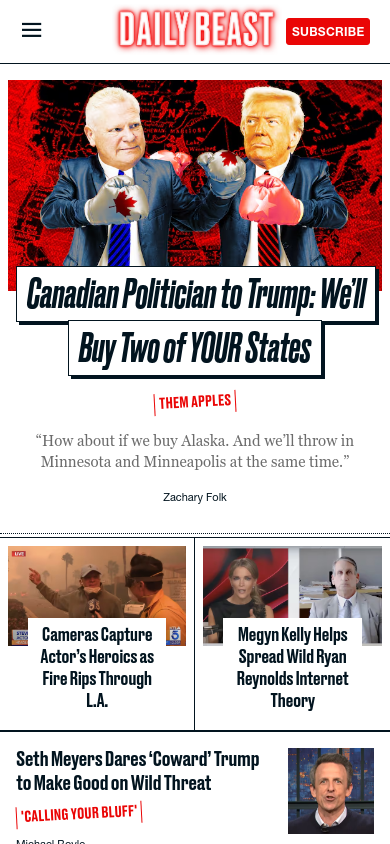 DAILY BEAST
SUBSCRIBE
Canadian Politician to Trump: We'll
Buy Two of YOUR States
THEM APPLES
“How about if we buy Alaska. And we’ll throw in
Minnesota and Minneapolis at the same time.”
Zachary Folk
LIVE
5
Cameras Capture
Actor’s Heroics as
Fire Rips Through
L.A.
Megyn Kelly Helps
Spread Wild Ryan
Reynolds Internet
Theory
Seth Meyers Dares ‘Coward’ Trump
to Make Good on Wild Threat
'CALLING YOUR BLUFF'